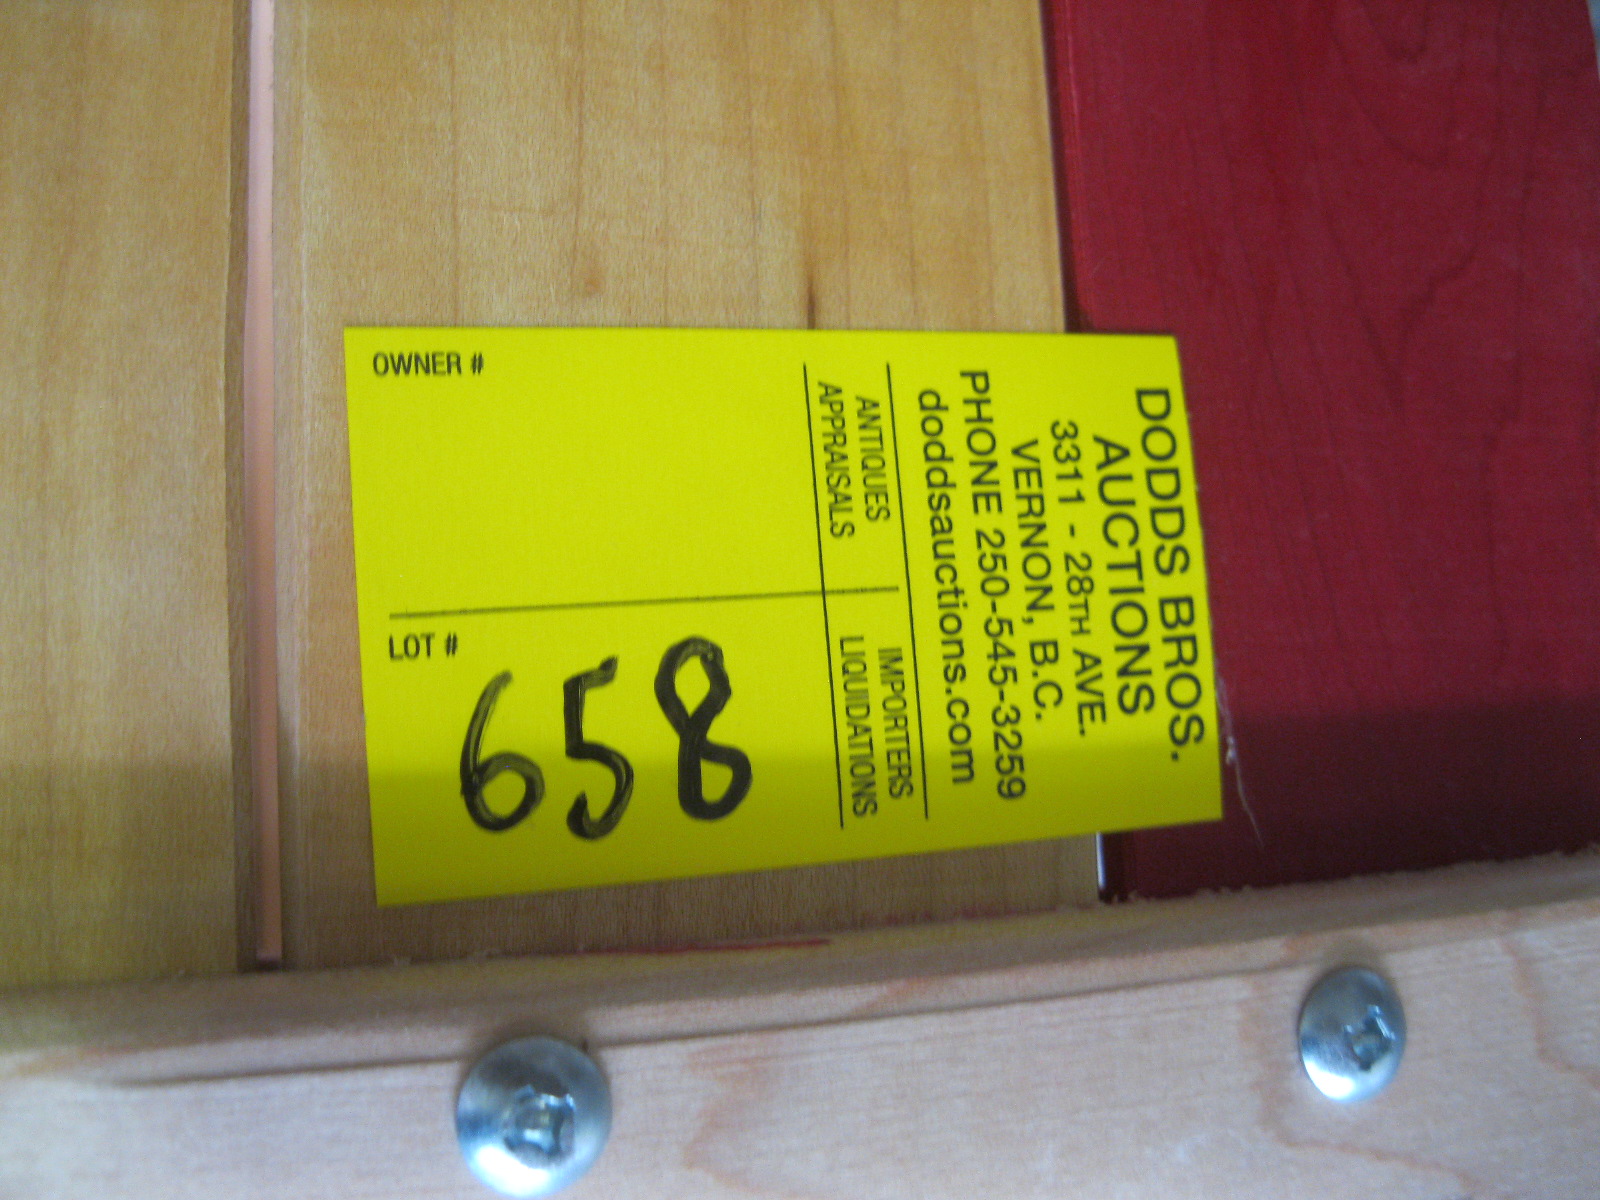 DODDS BROS.
AUCTIONS
3311 - 28TH AVE.
VERNON, B.C.
PHONE 250-545-3259
doddsauctions.com
ANTIQUES IMPORTERS
APPRAISALS LIQUIDATIONS
OWNER #
LOT #
658